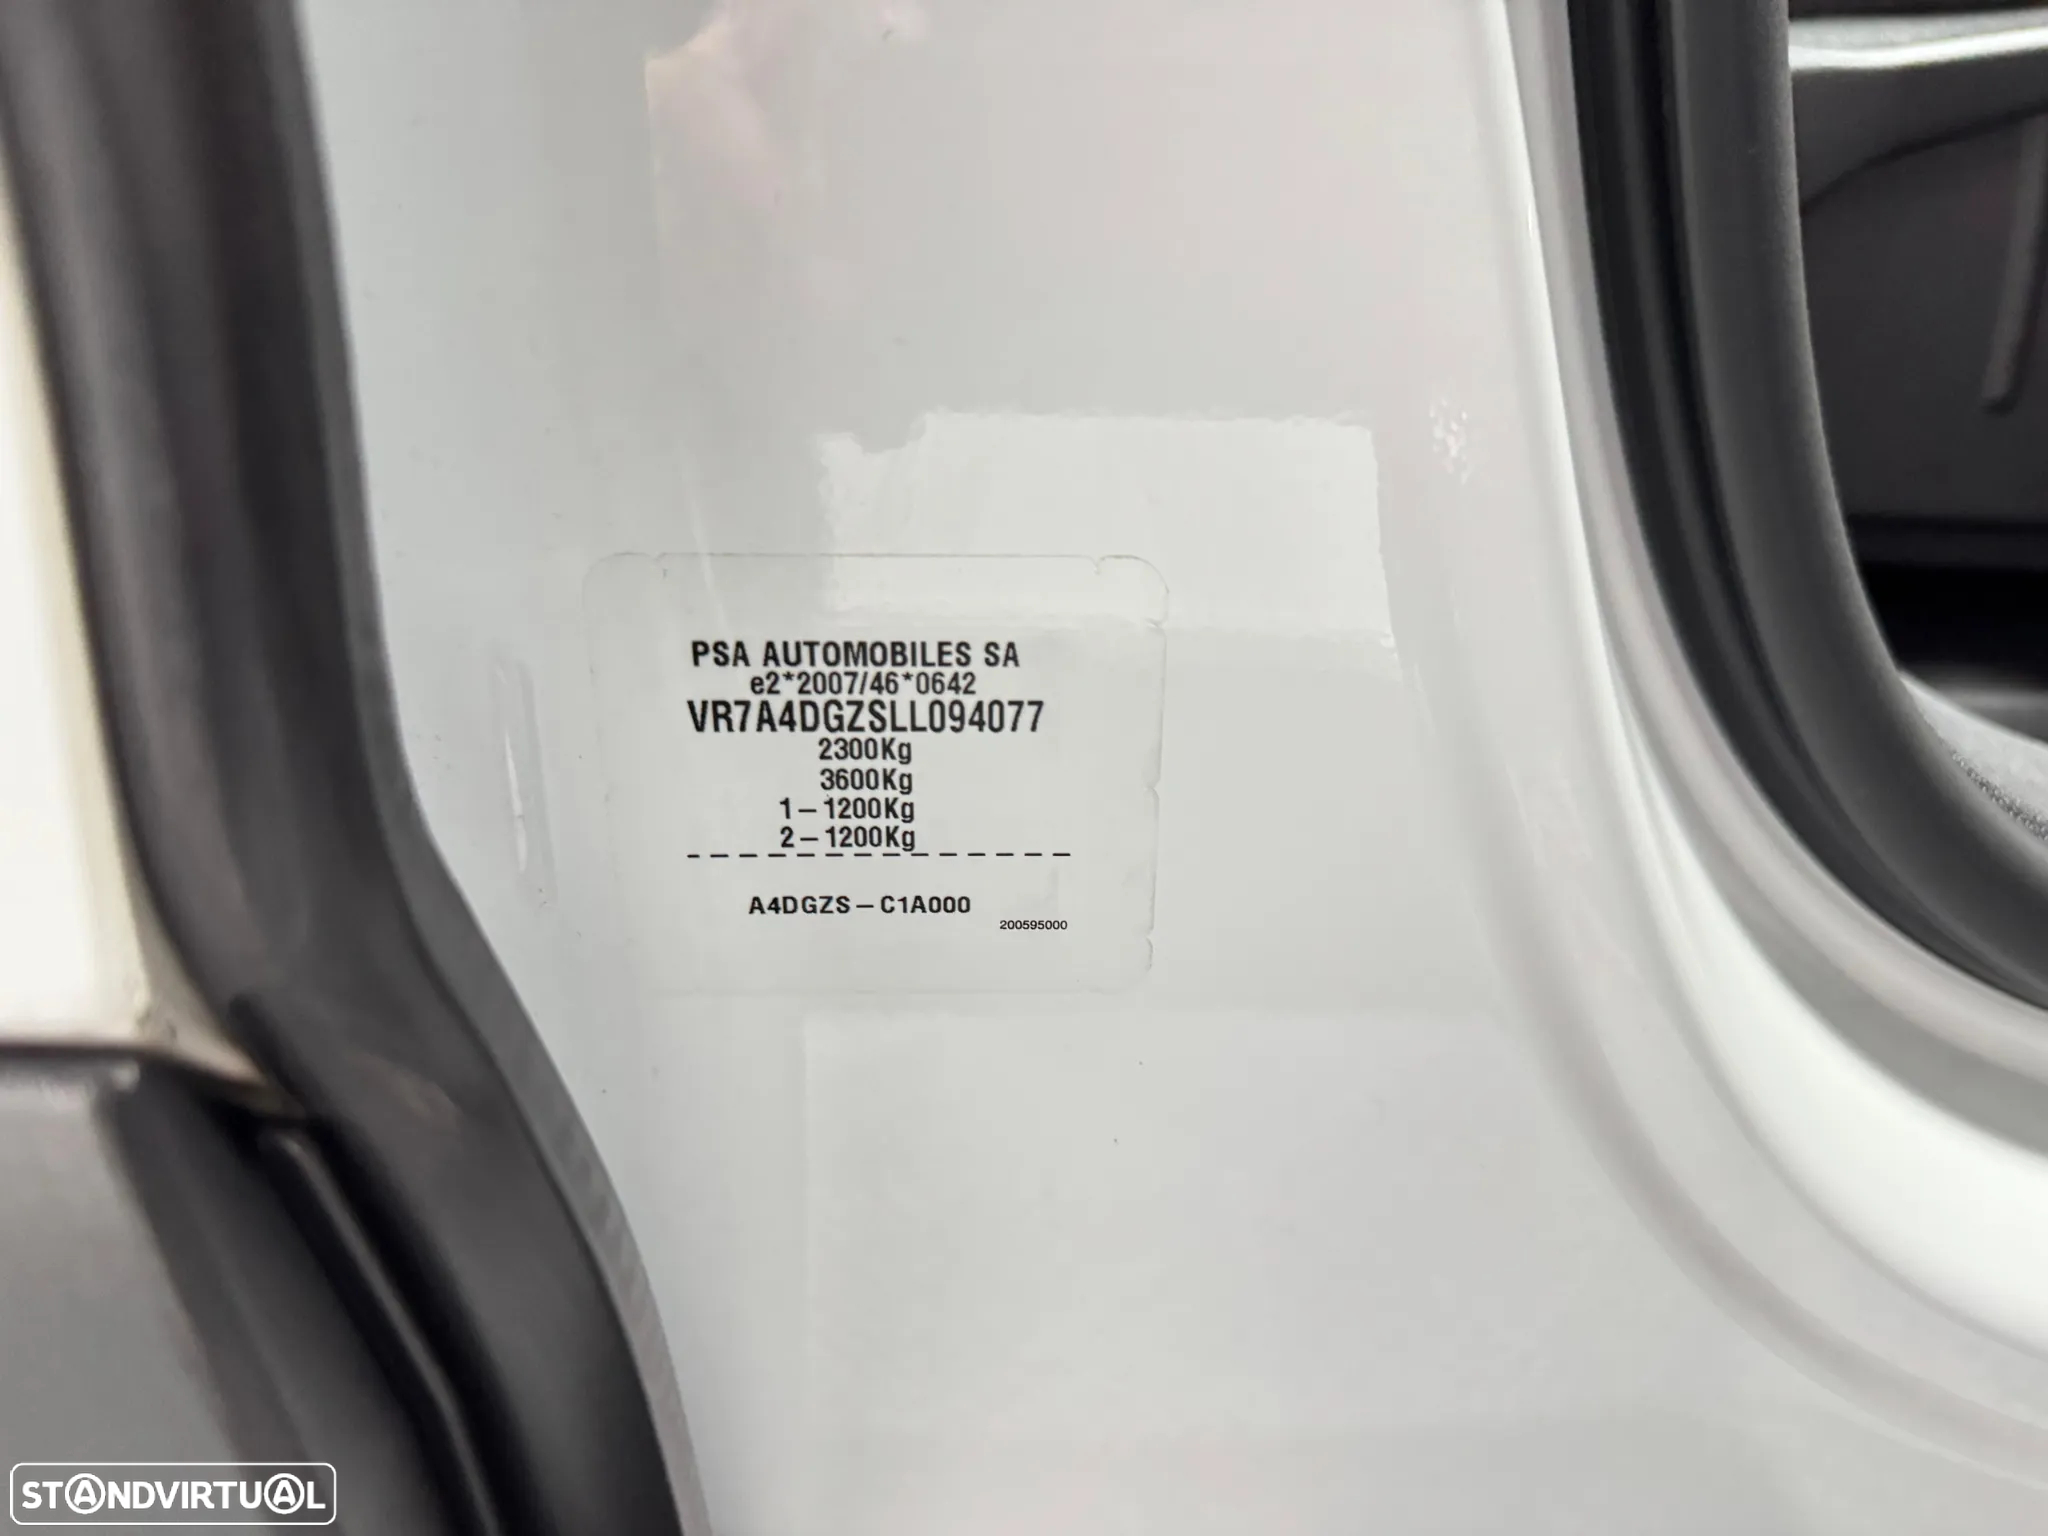 PSA AUTOMOBILES SA
e2*2007/46*0642
VR7A4DGZSLL094077
2300Kg
3600Kg
1-1200Kg
2-1200Kg
A4DGZS-C1A000
200595000
STANDVIRTUAL